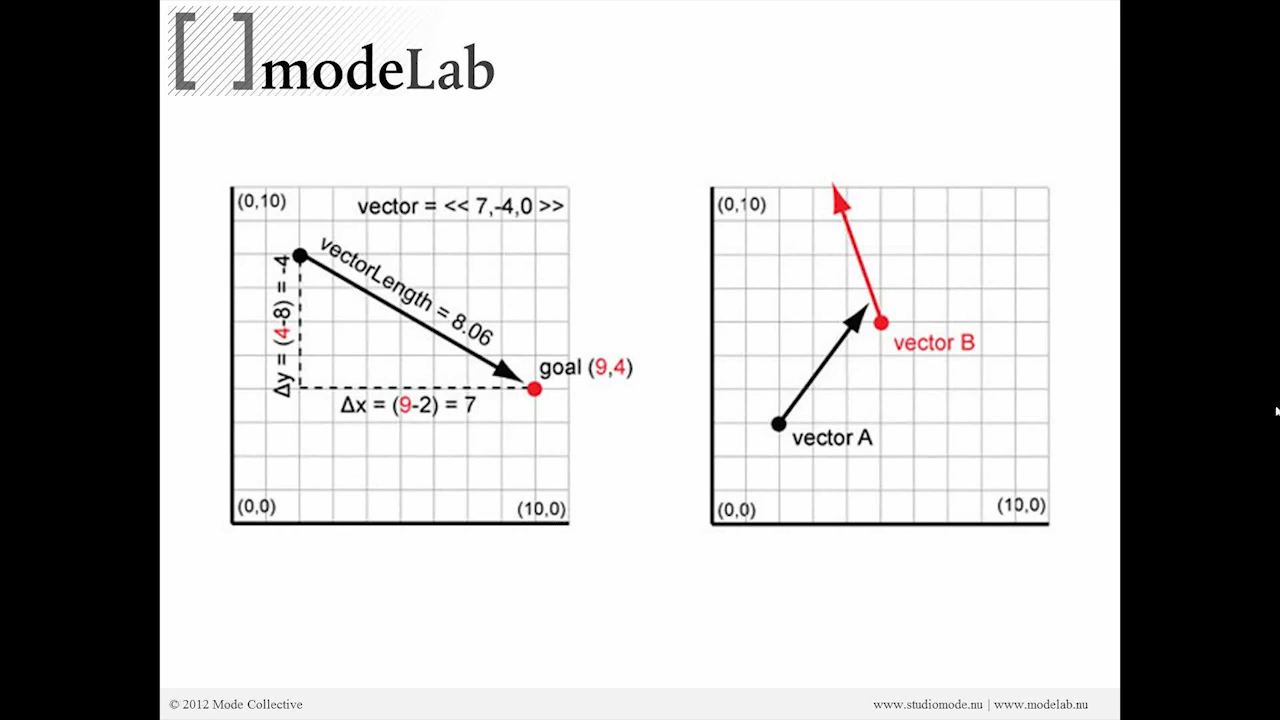 [ ] modeLab
(0,10)
vector = << 7,-4,0 >>
vectorLength = 8.06
Δy = (4-8) = -4
goal (9,4)
Δx = (9-2) = 7
(0,0)
(10,0)
(0,10)
vector B
vector A
(0,0)
(10,0)
© 2012 Mode Collective
www.studiomode.nu | www.modelab.nu